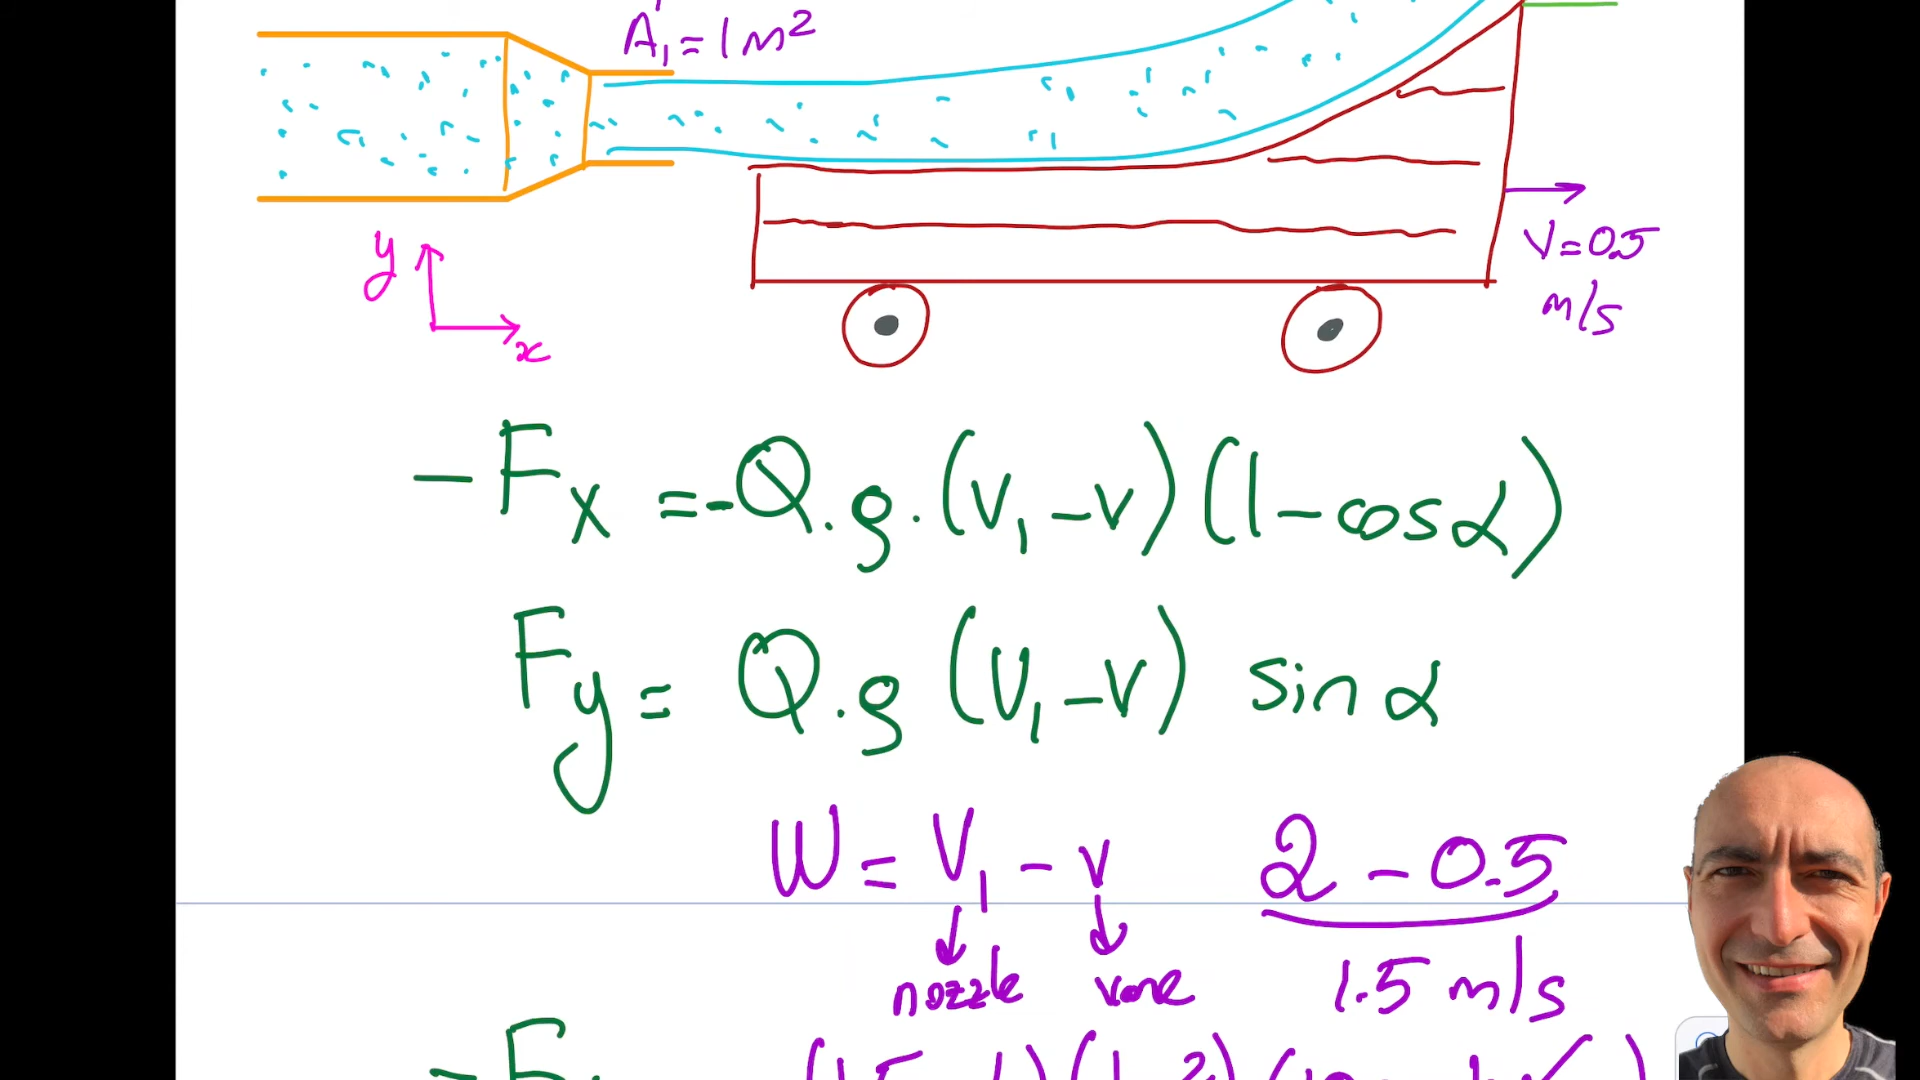 A₁ = 1 m²
y
x
V = 0.5
m/s
- Fx = -Q.ρ.(v₁ - v)(1 - cos α)
Fy = Q.ρ (V₁ - v) sin α
W = V₁ - v 2 - 0.5
nozzle vane 1.5 m/s